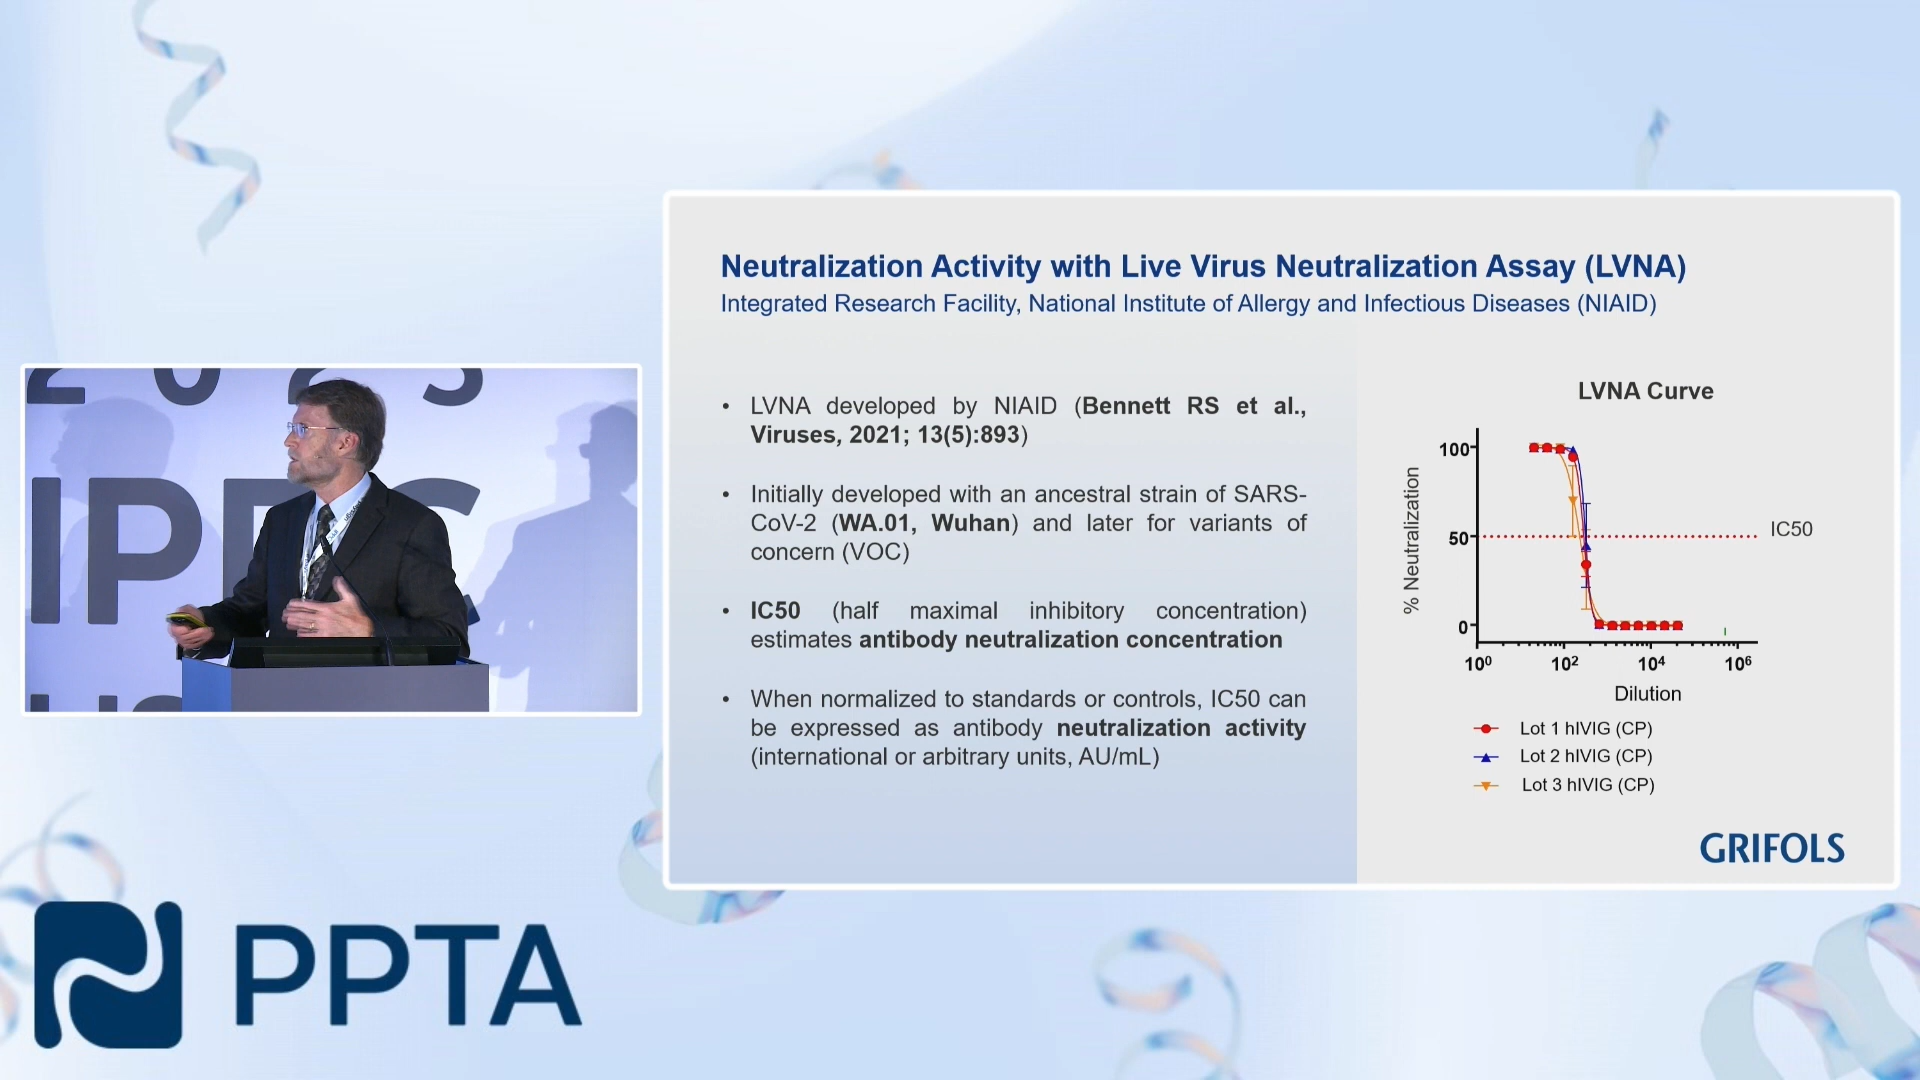 Neutralization Activity with Live Virus Neutralization Assay (LVNA)
Integrated Research Facility, National Institute of Allergy and Infectious Diseases (NIAID)
• LVNA developed by NIAID (Bennett RS et al.,
Viruses, 2021; 13(5):893)
• Initially developed with an ancestral strain of SARS-
CoV-2 (WA.01, Wuhan) and later for variants of
concern (VOC)
• IC50 (half maximal inhibitory concentration)
estimates antibody neutralization concentration
• When normalized to standards or controls, IC50 can
be expressed as antibody neutralization activity
(international or arbitrary units, AU/mL)
LVNA Curve
% Neutralization
100
50
0
IC50
10⁰ 10² 10⁴ 10⁶
Dilution
Lot 1 hIVIG (CP)
Lot 2 hIVIG (CP)
Lot 3 hIVIG (CP)
GRIFOLS
PPTA